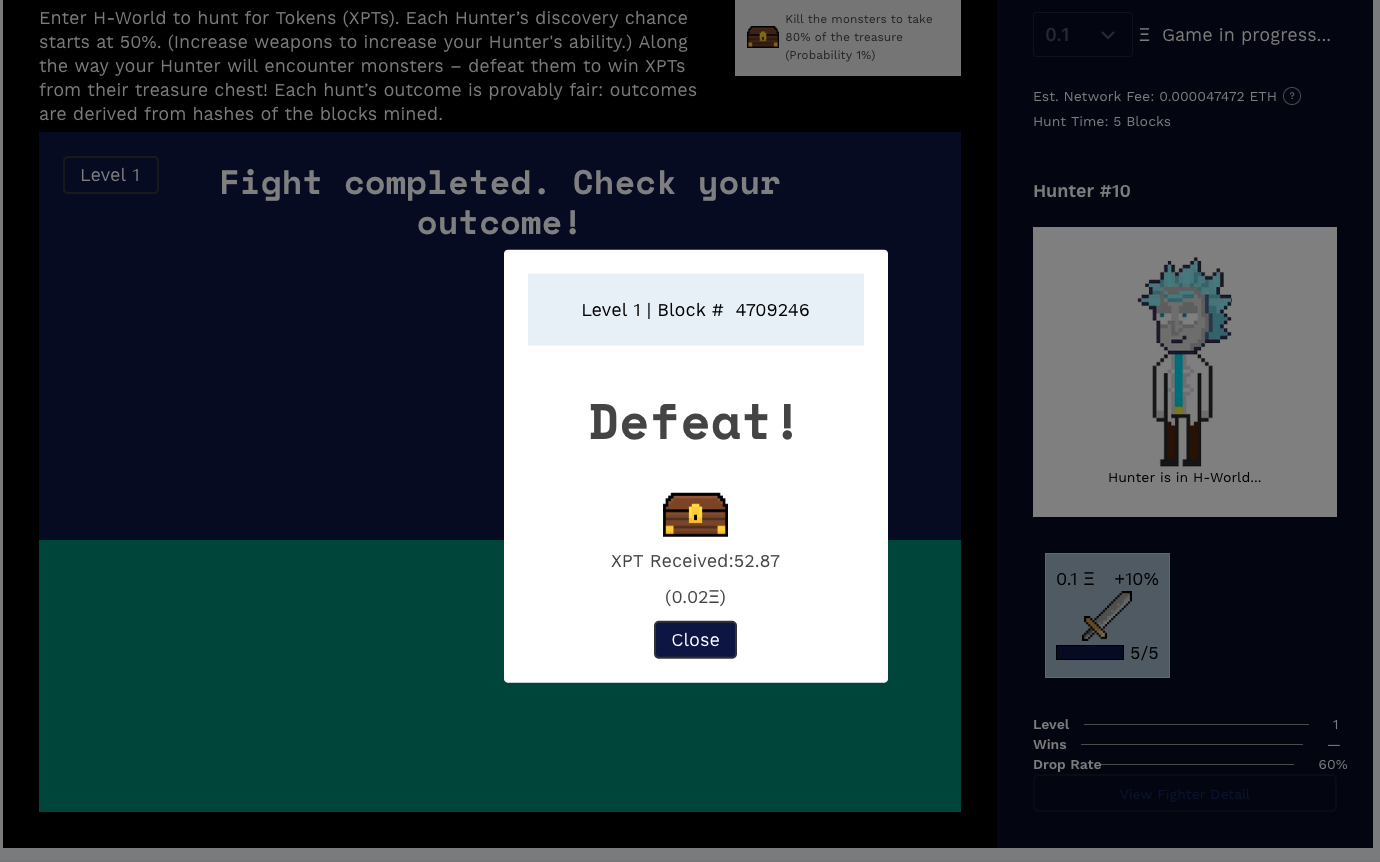 Enter H-World to hunt for Tokens (XPTs). Each Hunter’s discovery chance
starts at 50%. (Increase weapons to increase your Hunter's ability.) Along
the way your Hunter will encounter monsters – defeat them to win XPTs
from their treasure chest! Each hunt’s outcome is provably fair: outcomes
are derived from hashes of the blocks mined.
Kill the monsters to take
80% of the treasure
(Probability 1%)
Level 1
Fight completed. Check your
outcome!
Level 1 | Block # 4709246
Defeat!
XPT Received:52.87
(0.02Ξ)
Close
0.1 Ξ Game in progress...
Est. Network Fee: 0.000047472 ETH ?
Hunt Time: 5 Blocks
Hunter #10
Hunter is in H-World...
0.1 Ξ +10%
5/5
Level 1
Wins —
Drop Rate 60%
View Fighter Detail